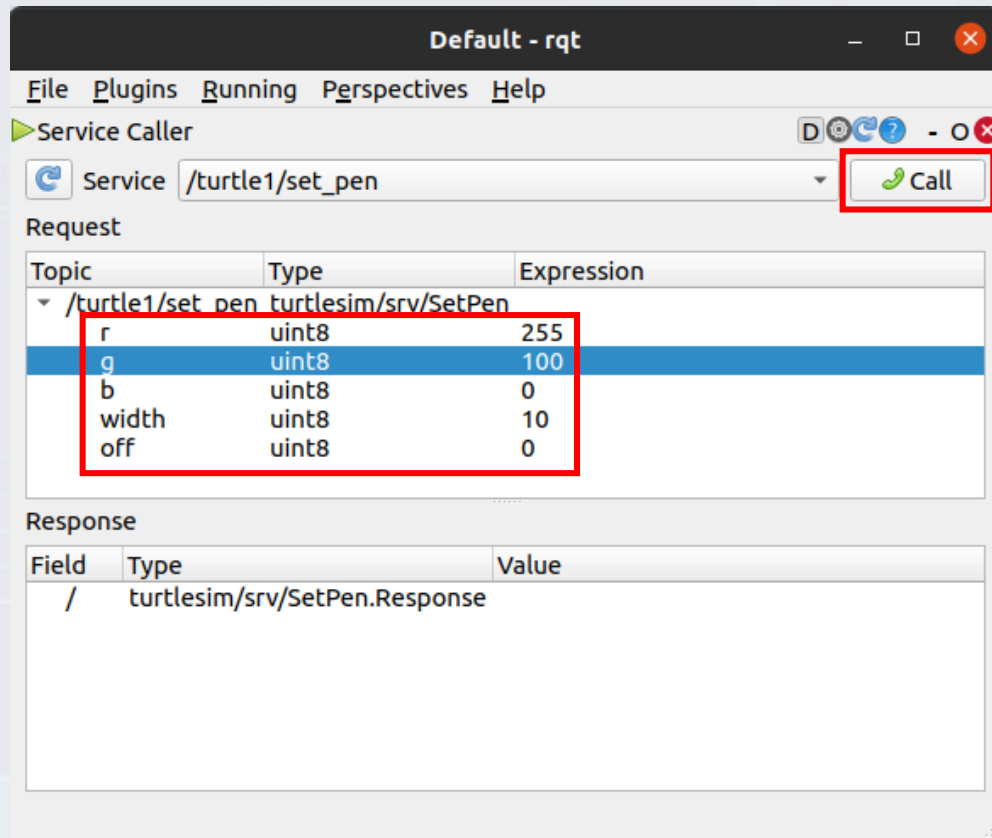 Default - rqt
File Plugins Running Perspectives Help
Service Caller D ? - O
Service /turtle1/set_pen Call
Request
Topic Type Expression
/turtle1/set_pen turtlesim/srv/SetPen
r uint8 255
g uint8 100
b uint8 0
width uint8 10
off uint8 0
Response
Field Type Value
/ turtlesim/srv/SetPen.Response